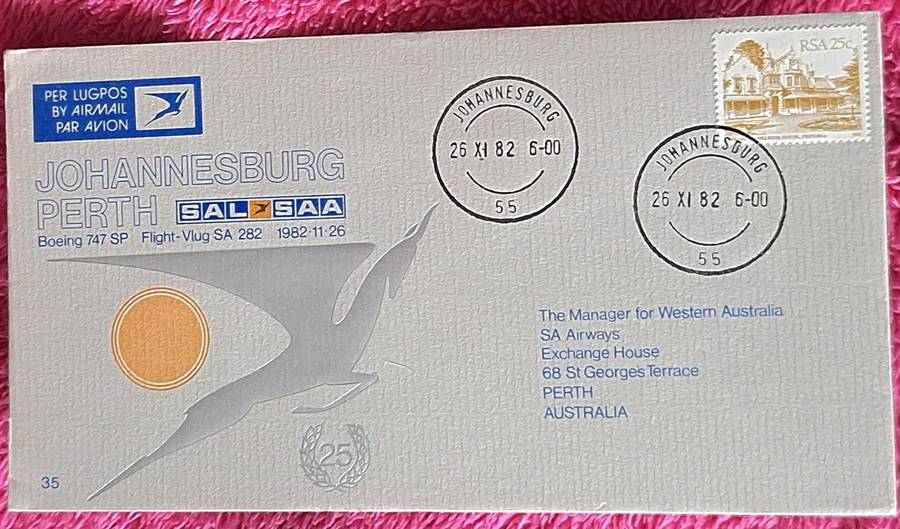 PER LUGPOS
BY AIRMAIL
PAR AVION
JOHANNESBURG
PERTH SAL SAA
Boeing 747 SP Flight-Vlug SA 282 1982·11·26
JOHANNESBURG
26 XI 82 6-00
55
RSA 25c
JOHANNESBURG
26 XI 82 6-00
55
The Manager for Western Australia
SA Airways
Exchange House
68 St Georges Terrace
PERTH
AUSTRALIA
25
35